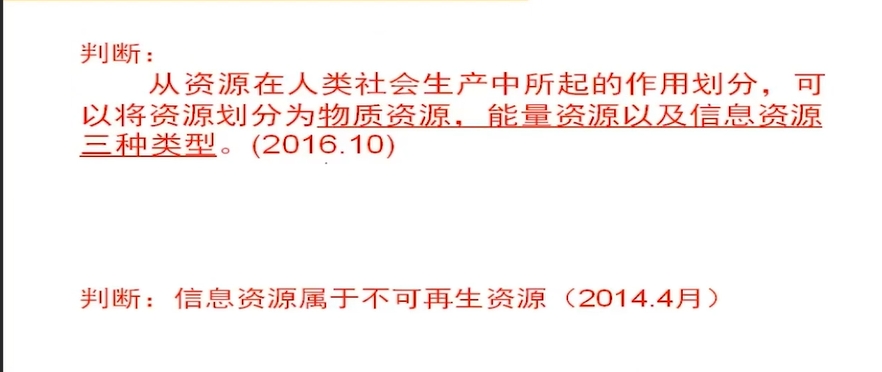 判断：
从资源在人类社会生产中所起的作用划分，可
以将资源划分为物质资源，能量资源以及信息资源
三种类型。(2016.10)
判断：信息资源属于不可再生资源（2014.4月）